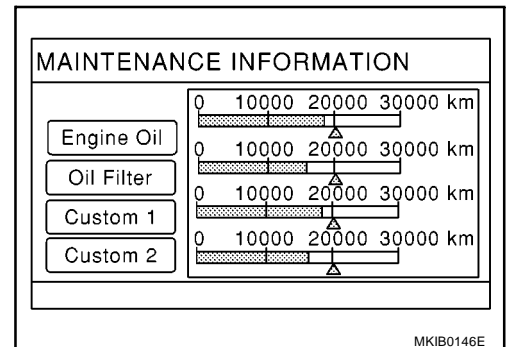 MAINTENANCE INFORMATION
0 10000 20000 30000 km
Engine Oil
0 10000 20000 30000 km
Oil Filter
0 10000 20000 30000 km
Custom 1
0 10000 20000 30000 km
Custom 2
MKIB0146E